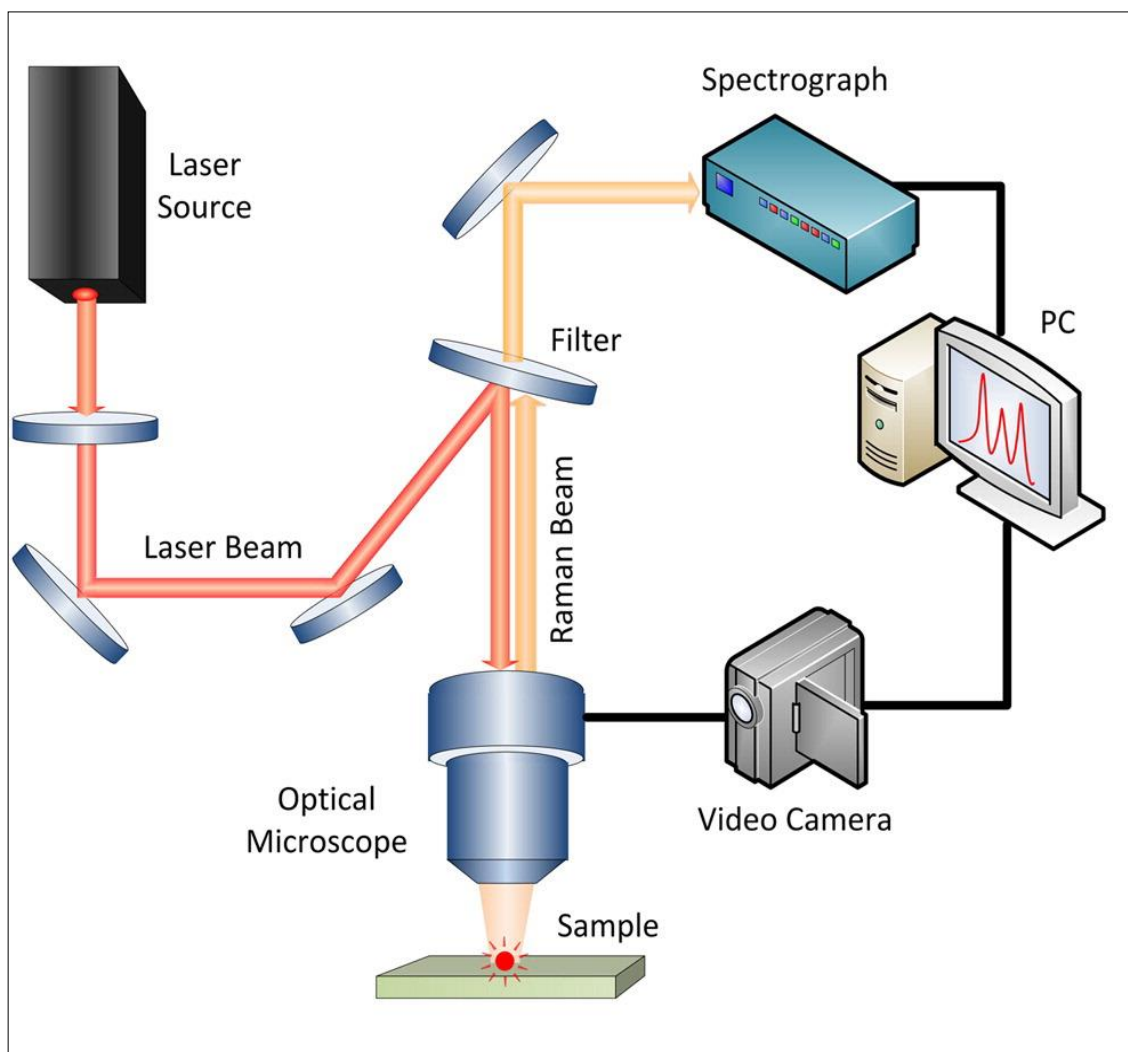 Spectrograph
Laser
Source
PC
Filter
Laser Beam
Raman Beam
Optical
Microscope
Video Camera
Sample